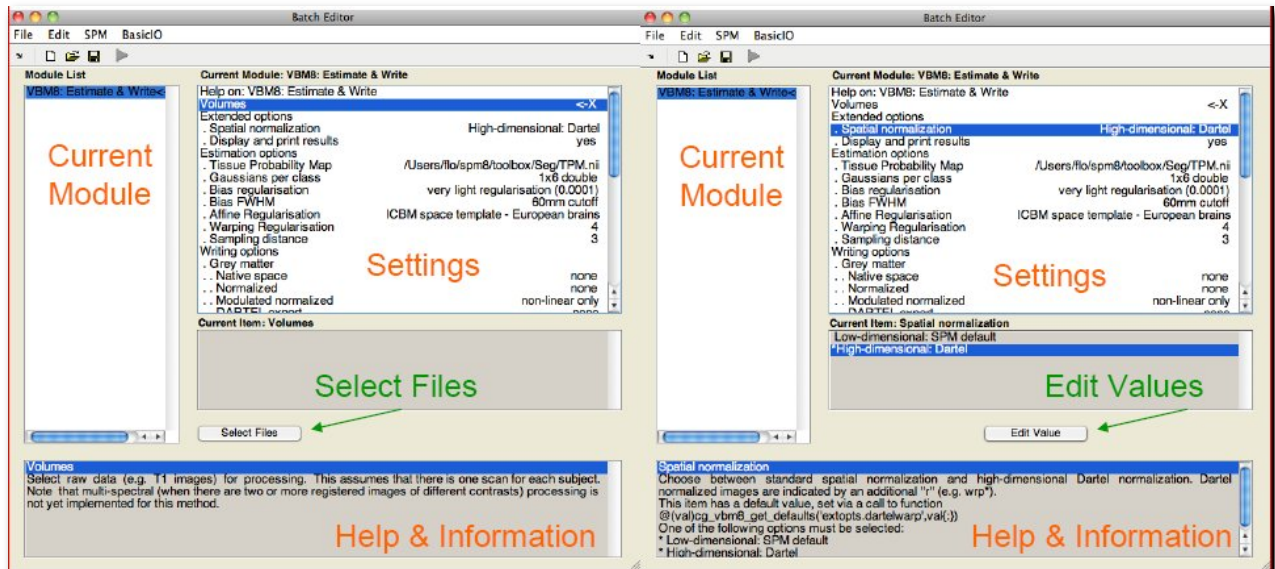 Batch Editor
File Edit SPM BasicIO
Module List
VBM8: Estimate & Write<-
Current Module
Current Module: VBM8: Estimate & Write
Help on: VBM8: Estimate & Write
Volumes <-X
Extended options
. Spatial normalization High-dimensional: Dartel
. Display and print results yes
Estimation options
. Tissue Probability Map /Users/flo/spm8/toolbox/Seg/TPM.nii
. Gaussians per class 1x6 double
. Bias regularisation very light regularisation (0.0001)
. Bias FWHM 60mm cutoff
. Affine Regularisation ICBM space template - European brains
. Warping Regularisation 4
. Sampling distance 3
Writing options
. Grey matter
. . Native space none
. . Normalized none
. . Modulated normalized non-linear only
. . DARTEL export none
Settings
Current Item: Volumes
Select Files
Select Files
Volumes
Select raw data (e.g. T1 images) for processing. This assumes that there is one scan for each subject.
Note that multi-spectral (when there are two or more registered images of different contrasts) processing is
not yet implemented for this method.
Help & Information
Batch Editor
File Edit SPM BasicIO
Module List
VBM8: Estimate & Write<
Current Module
Current Module: VBM8: Estimate & Write
Help on: VBM8: Estimate & Write
Volumes <-X
Extended options
. Spatial normalization High-dimensional: Dartel
. Display and print results yes
Estimation options
. Tissue Probability Map /Users/flo/spm8/toolbox/Seg/TPM.nii
. Gaussians per class 1x6 double
. Bias regularisation very light regularisation (0.0001)
. Bias FWHM 60mm cutoff
. Affine Regularisation ICBM space template - European brains
. Warping Regularisation 4
. Sampling distance 3
Writing options
. Grey matter
. . Native space none
. . Normalized none
. . Modulated normalized non-linear only
. . DARTEL export none
Settings
Current Item: Spatial normalization
Low-dimensional: SPM default
*High-dimensional: Dartel
Edit Values
Edit Value
Spatial normalization
Choose between standard spatial normalization and high-dimensional Dartel normalization. Dartel
normalized images are indicated by an additional "r" (e.g. wrp*).
This item has a default value, set via a call to function
@(val)cg_vbm8_get_defaults('extopts.dartelwarp',val{:})
One of the following options must be selected:
* Low-dimensional: SPM default
* High-dimensional: Dartel
Help & Information